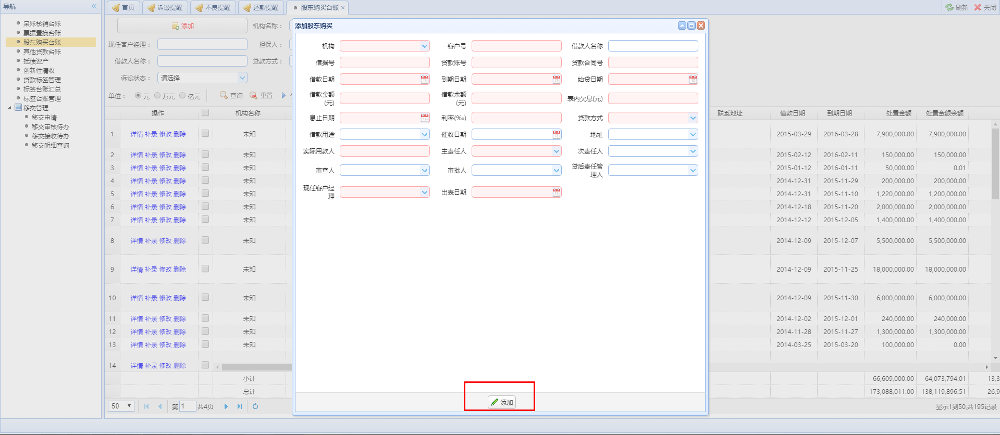 导航
首页 诉讼提醒 不良提醒 还款提醒 股东购买台账 ×
刷新 关闭
呆账核销台账
票据置换台账
股东购买台账
其他贷款台账
抵债资产
创新性清收
贷款标签管理
标签台账汇总
标签台账管理
移交管理
移交申请
移交审核待办
移交接收待办
移交明细查询
添加 机构名称：
现任客户经理： 担保人：
借款人名称： 贷款方式：
诉讼状态： 请选择
单位： 元 万元 亿元 查询 重置
添加股东购买
机构 客户号 借款人名称
借据号 贷款账号 贷款合同号
借款日期 到期日期 始贷日期
借款金额(元) 借款余额(元) 表内欠息(元)
息止日期 利率(‰) 贷款方式
借款用途 催收日期 地址
实际用款人 主责任人 次责任人
审查人 审批人 贷后责任管理人
现任客户经理 出表日期
添加
操作 机构名称 联系地址 借款日期 到期日期 处置金额 处置金额余额
1 详情 补录 修改 删除 未知 2015-03-29 2016-03-28 7,900,000.00 7,900,000.00
2 详情 补录 修改 删除 未知 2015-02-12 2016-02-11 150,000.00 150,000.00
3 详情 补录 修改 删除 未知 2015-01-12 2016-01-11 50,000.00 0.01
4 详情 补录 修改 删除 未知 2014-12-31 2015-11-29 200,000.00 200,000.00
5 详情 补录 修改 删除 未知 2014-12-31 2015-11-10 1,220,000.00 1,200,000.00
6 详情 补录 修改 删除 未知 2014-12-18 2015-11-20 2,000,000.00 2,000,000.00
7 详情 补录 修改 删除 未知 2014-12-12 2015-12-05 1,400,000.00 1,400,000.00
8 详情 补录 修改 删除 未知 2014-12-09 2015-12-07 5,500,000.00 5,500,000.00
9 详情 补录 修改 删除 未知 2014-12-09 2015-11-25 18,000,000.00 18,000,000.00
10 详情 补录 修改 删除 未知 2014-12-09 2015-11-30 6,000,000.00 6,000,000.00
11 详情 补录 修改 删除 未知 2014-12-02 2015-12-01 240,000.00 240,000.00
12 详情 补录 修改 删除 未知 2014-11-28 2015-11-27 1,300,000.00 1,300,000.00
13 详情 补录 修改 删除 未知 2014-03-25 2015-03-20 100,000.00 0.00
14 详情 补录 修改 删除
小计 66,609,000.00 64,073,794.01 13,3
总计 173,088,011.00 138,119,896.51 26,9
50 第 1 共4页 显示1到50,共195记录